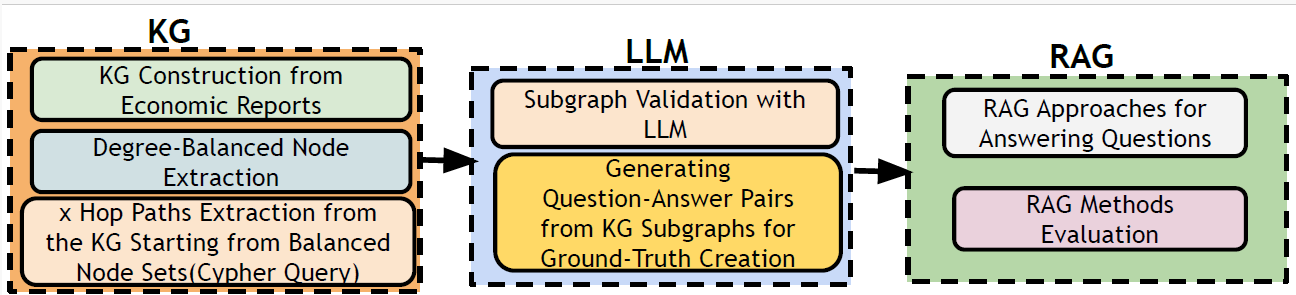 KG
KG Construction from
Economic Reports
Degree-Balanced Node
Extraction
x Hop Paths Extraction from
the KG Starting from Balanced
Node Sets(Cypher Query)
LLM
Subgraph Validation with
LLM
Generating
Question-Answer Pairs
from KG Subgraphs for
Ground-Truth Creation
RAG
RAG Approaches for
Answering Questions
RAG Methods
Evaluation